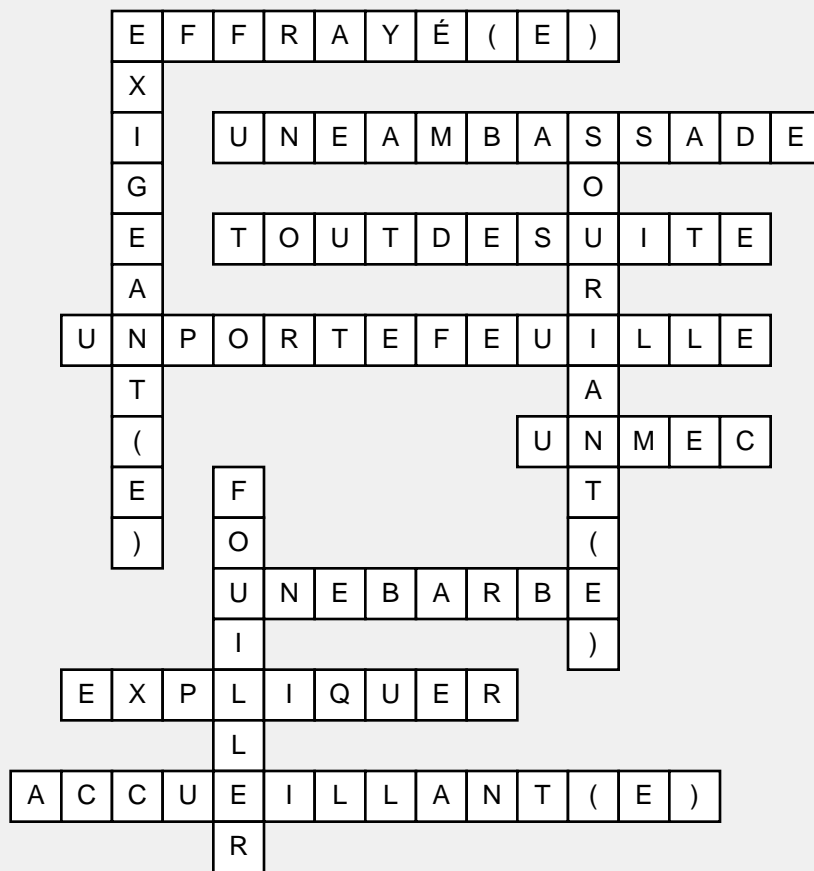 EFFRAYÉ(E)
EXIGEANT(E)
UNEAMBASSADE
SOURIANT(E)
TOUTDESUITE
UNPORTEFEUILLE
UNMEC
FOUILLER
UNEBARBE
EXPLIQUER
ACCUEILLANT(E)